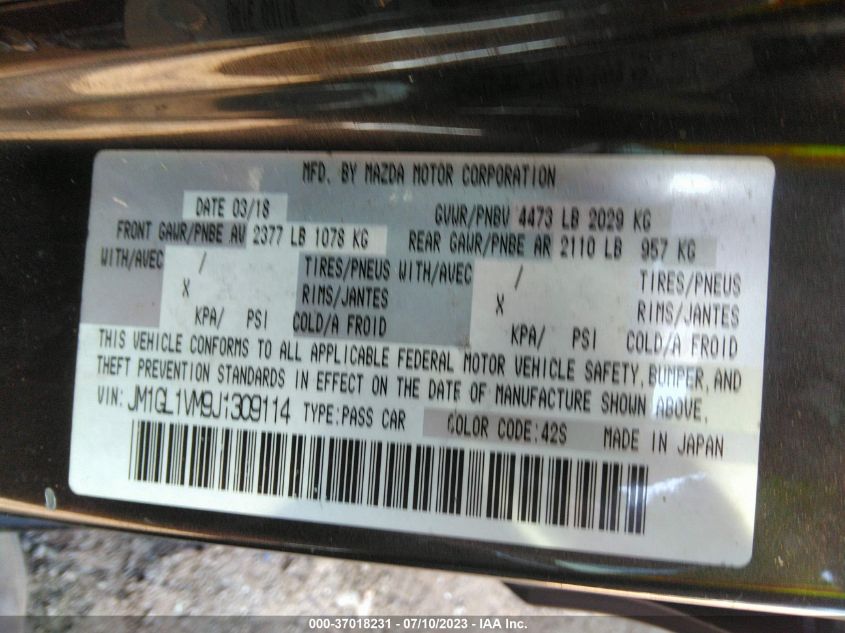 MFD. BY MAZDA MOTOR CORPORATION
DATE 03/18 GVWR/PNBV 4473 LB 2029 KG
FRONT GAWR/PNBE AV 2377 LB 1078 KG REAR GAWR/PNBE AR 2110 LB 957 KG
WITH/AVEC / TIRES/PNEUS WITH/AVEC / TIRES/PNEUS
X RIMS/JANTES X RIMS/JANTES
KPA/ PSI COLD/A FROID KPA/ PSI COLD/A FROID
THIS VEHICLE CONFORMS TO ALL APPLICABLE FEDERAL MOTOR VEHICLE SAFETY, BUMPER, AND
THEFT PREVENTION STANDARDS IN EFFECT ON THE DATE OF MANUFACTURE SHOWN ABOVE.
VIN: JM1GL1VM9J1309114 TYPE:PASS CAR COLOR CODE:42S MADE IN JAPAN
000-37018231 - 07/10/2023 - IAA Inc.